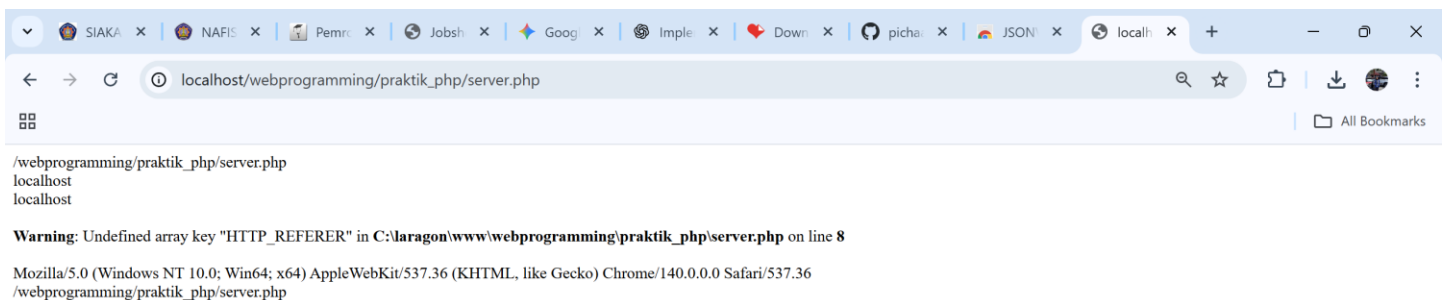 SIAKA
NAFIS
Pemro
Jobsh
Goog
Imple
Down
picha
JSON
localh
localhost/webprogramming/praktik_php/server.php
All Bookmarks
/webprogramming/praktik_php/server.php
localhost
localhost
Warning: Undefined array key "HTTP_REFERER" in C:\laragon\www\webprogramming\praktik_php\server.php on line 8
Mozilla/5.0 (Windows NT 10.0; Win64; x64) AppleWebKit/537.36 (KHTML, like Gecko) Chrome/140.0.0.0 Safari/537.36
/webprogramming/praktik_php/server.php